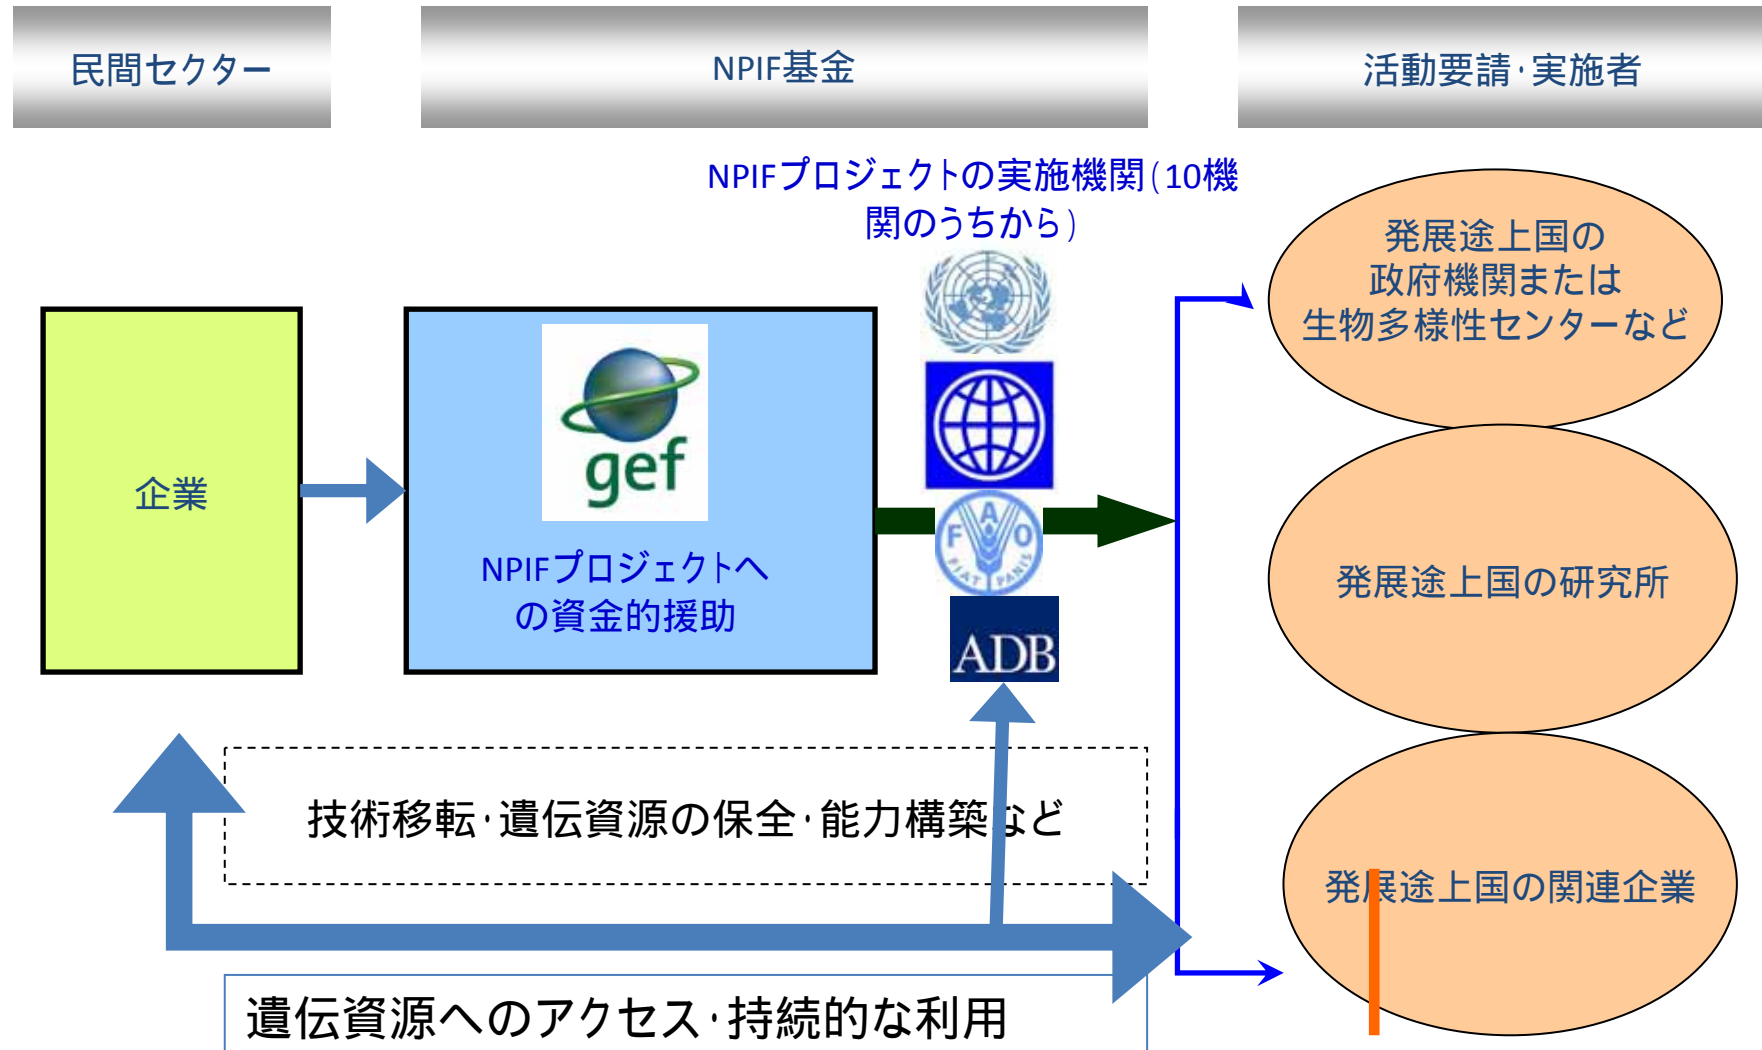 民間セクター
NPIF基金
活動要請・実施者
NPIFプロジェクトの実施機関(10機
関のうちから)
発展途上国の
政府機関または
生物多様性センターなど
企業
gef
NPIFプロジェクトへ
の資金的援助
FAO
FIAT PANIS
ADB
発展途上国の研究所
技術移転・遺伝資源の保全・能力構築など
発展途上国の関連企業
遺伝資源へのアクセス・持続的な利用